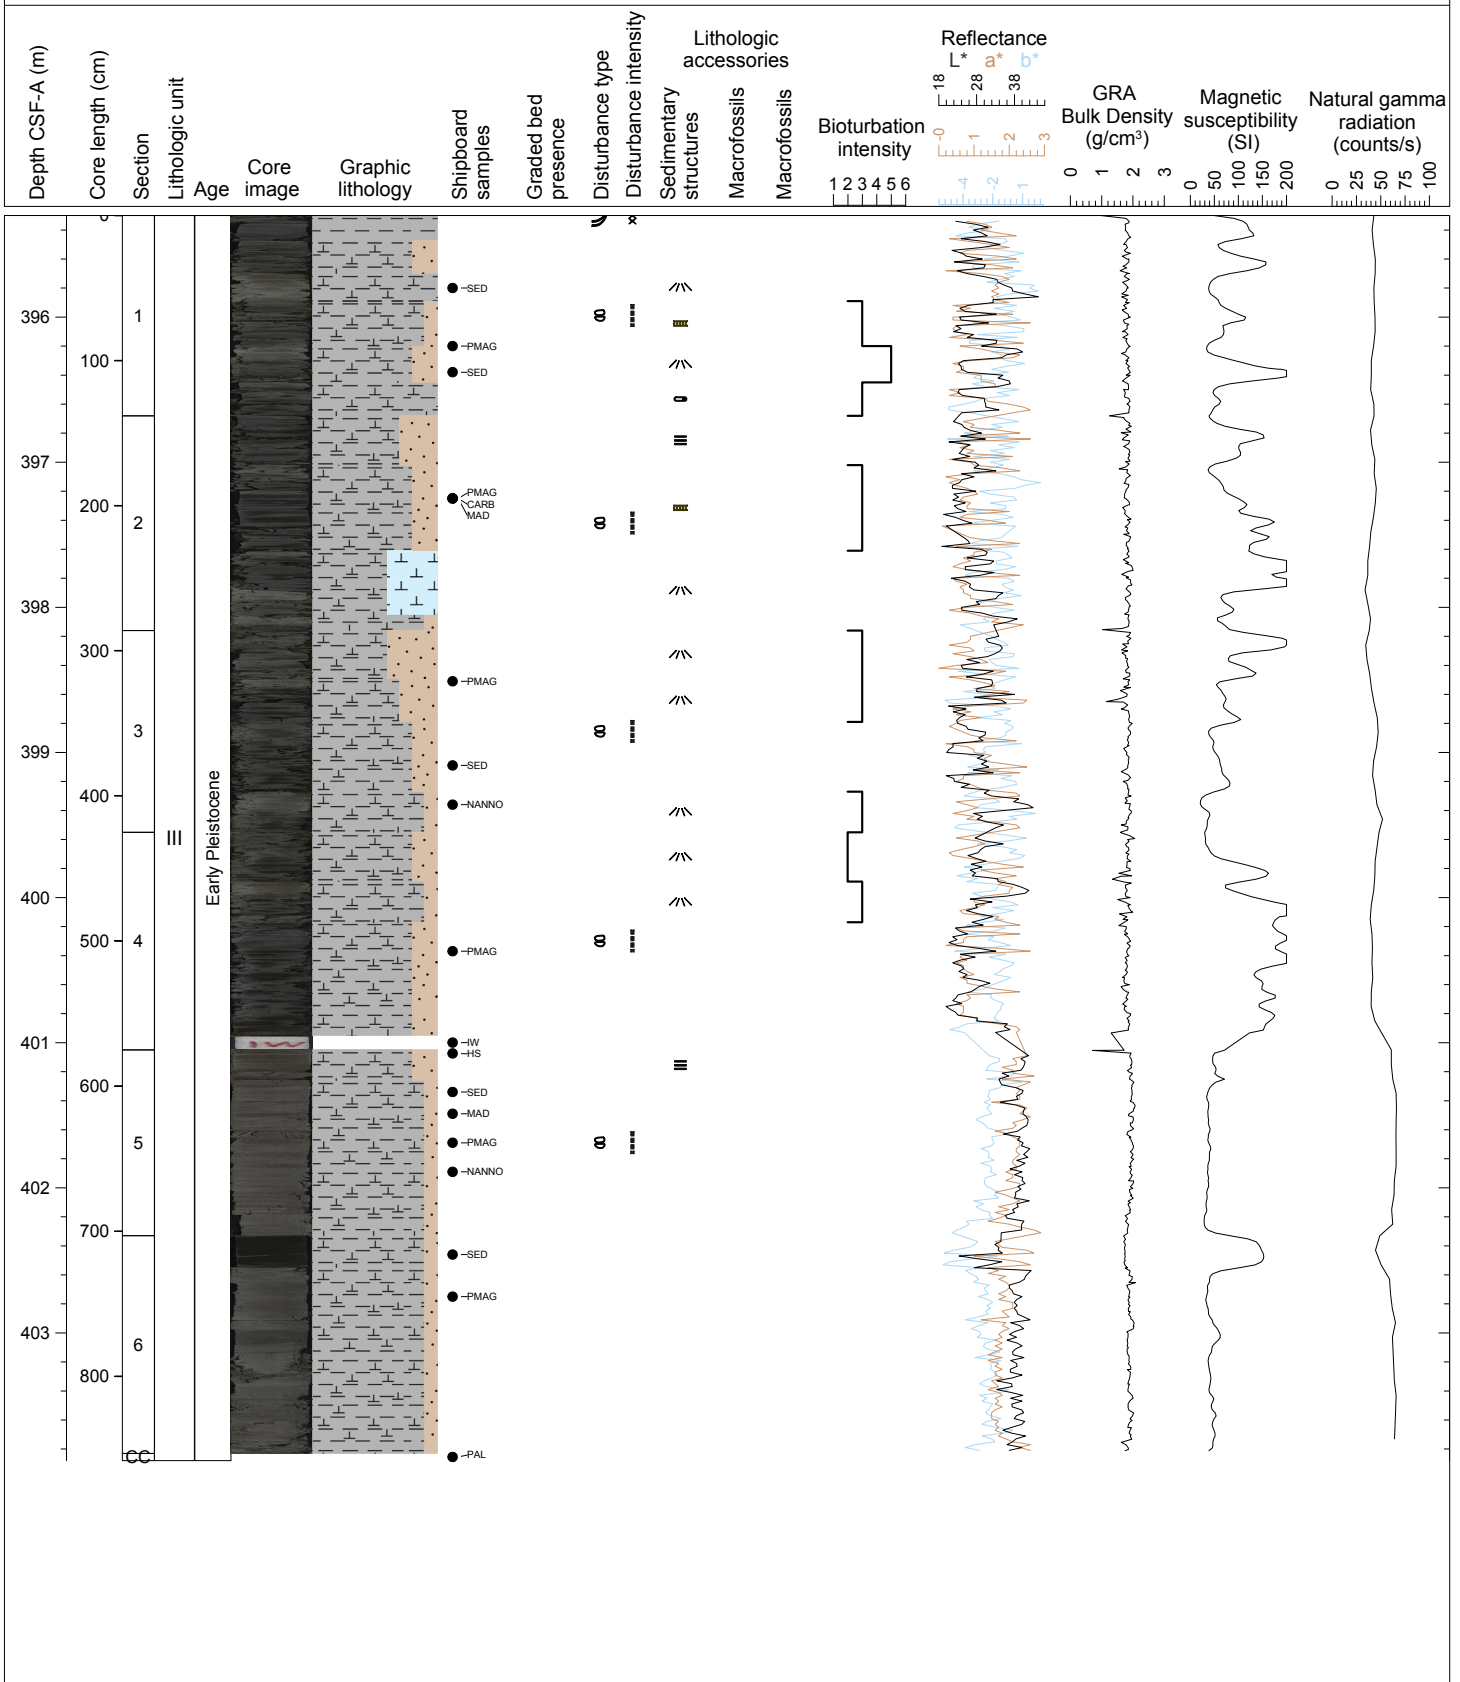 Depth CSF-A (m)
Core length (cm)
Section
Lithologic unit
Age
Core
image
Graphic
lithology
Shipboard
samples
Graded bed
presence
Disturbance type
Disturbance intensity
Lithologic
accessories
Sedimentary
structures
Macrofossils
Macrofossils
Bioturbation
intensity
1 2 3 4 5 6
Reflectance
L* a* b*
18 28 38
-0 1 2 3
-4 -2 1
GRA
Bulk Density
(g/cm³)
0 1 2 3
Magnetic
susceptibility
(SI)
0 50 100 150 200
Natural gamma
radiation
(counts/s)
0 25 50 75 100
0
SED
396
1
PMAG
100
SED
397
PMAG
200
CARB
MAD
2
398
300
PMAG
3
399
SED
400
NANNO
III
Early Pleistocene
400
500
4
PMAG
401
IW
HS
600
SED
MAD
5
PMAG
NANNO
402
700
SED
PMAG
403
6
800
CC
PAL